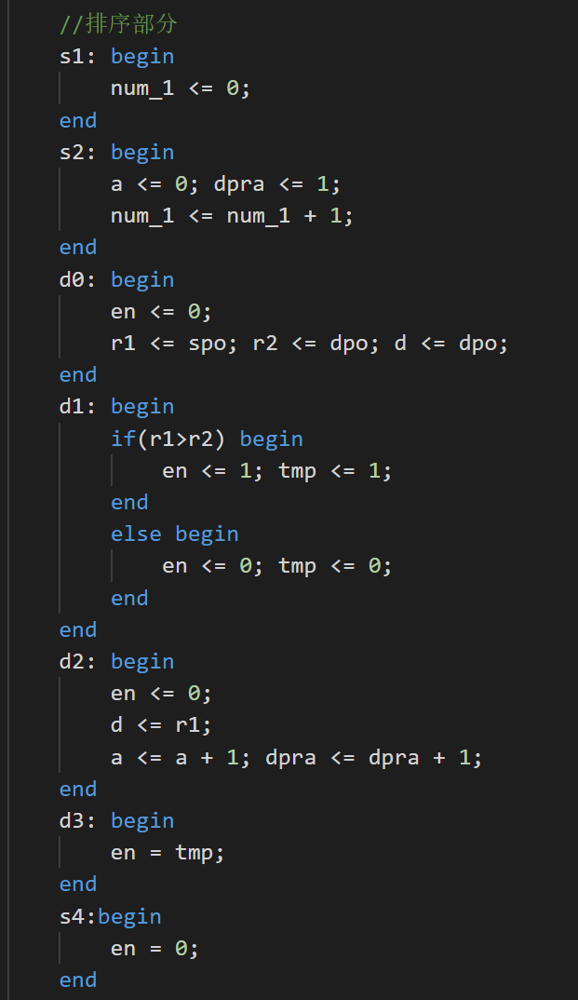 //排序部分
s1: begin
num_1 <= 0;
end
s2: begin
a <= 0; dpra <= 1;
num_1 <= num_1 + 1;
end
d0: begin
en <= 0;
r1 <= spo; r2 <= dpo; d <= dpo;
end
d1: begin
if(r1>r2) begin
en <= 1; tmp <= 1;
end
else begin
en <= 0; tmp <= 0;
end
end
d2: begin
en <= 0;
d <= r1;
a <= a + 1; dpra <= dpra + 1;
end
d3: begin
en = tmp;
end
s4:begin
en = 0;
end